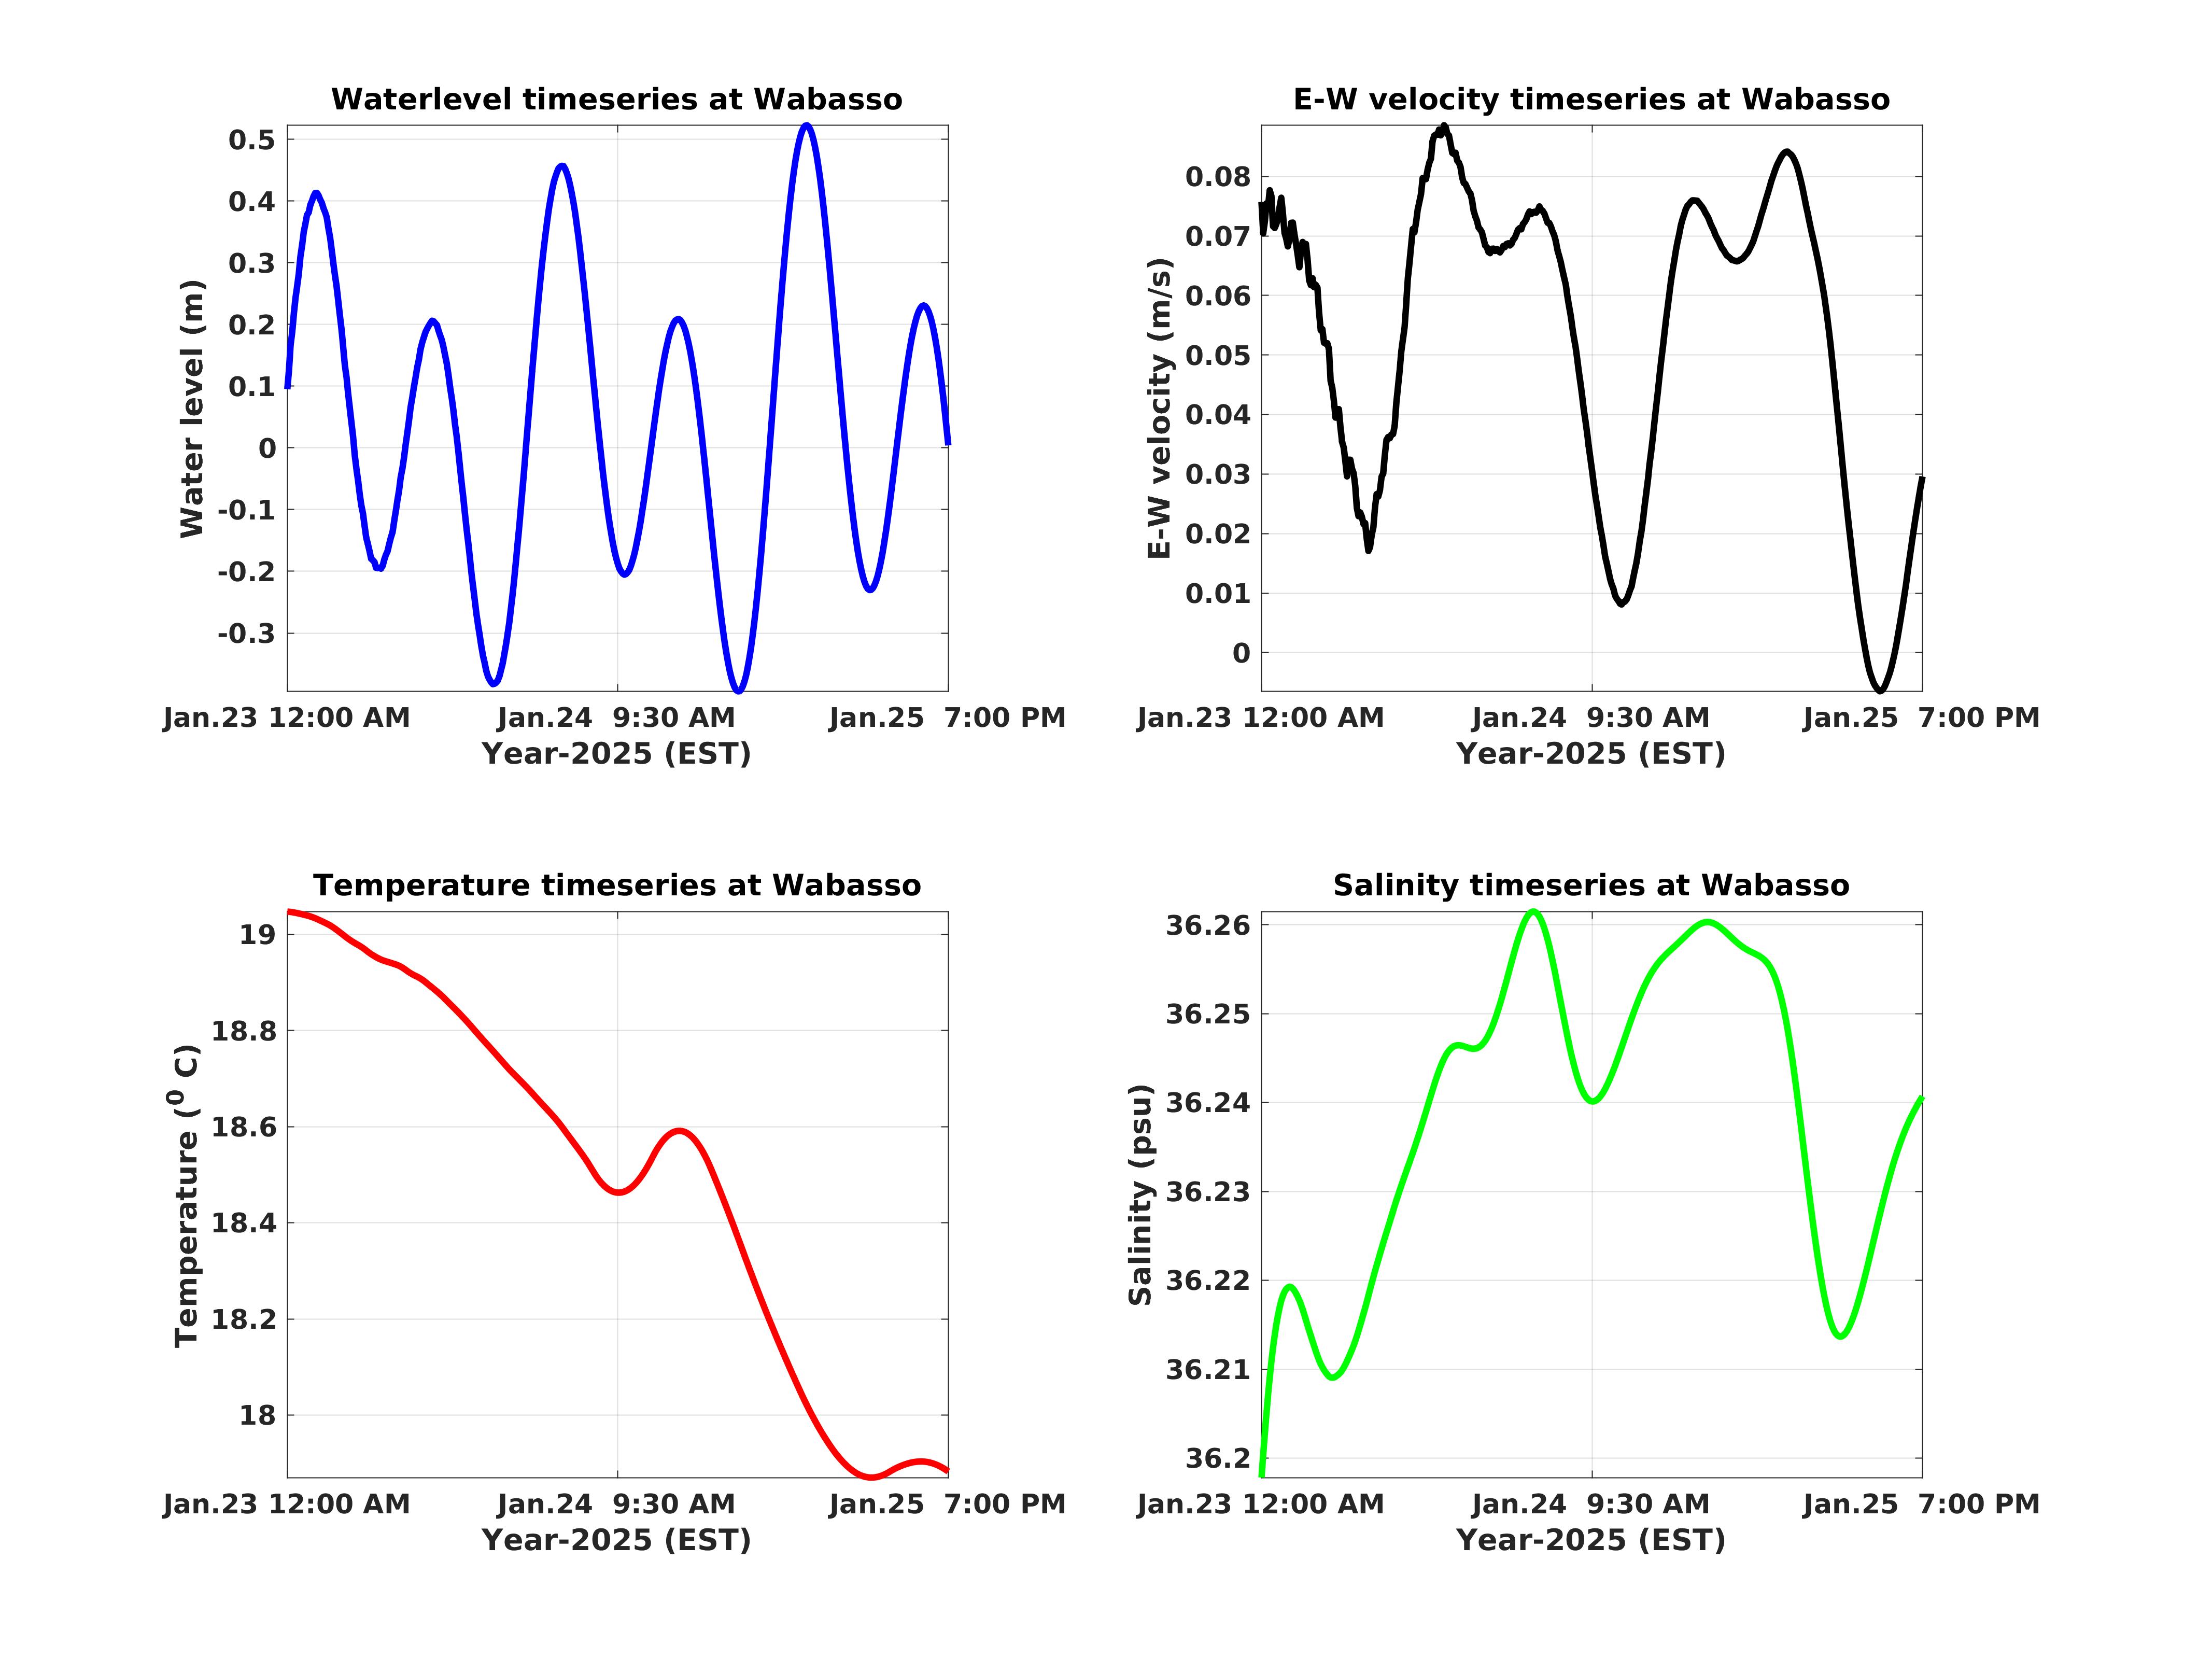 Waterlevel timeseries at Wabasso
0.5
0.4
0.3
0.2
0.1
0
-0.1
-0.2
-0.3
Water level (m)
Jan.23 12:00 AM
Jan.24 9:30 AM
Jan.25 7:00 PM
Year-2025 (EST)
E-W velocity timeseries at Wabasso
0.08
0.07
0.06
0.05
0.04
0.03
0.02
0.01
0
E-W velocity (m/s)
Jan.23 12:00 AM
Jan.24 9:30 AM
Jan.25 7:00 PM
Year-2025 (EST)
Temperature timeseries at Wabasso
19
18.8
18.6
18.4
18.2
18
Temperature (⁰ C)
Jan.23 12:00 AM
Jan.24 9:30 AM
Jan.25 7:00 PM
Year-2025 (EST)
Salinity timeseries at Wabasso
36.26
36.25
36.24
36.23
36.22
36.21
36.2
Salinity (psu)
Jan.23 12:00 AM
Jan.24 9:30 AM
Jan.25 7:00 PM
Year-2025 (EST)